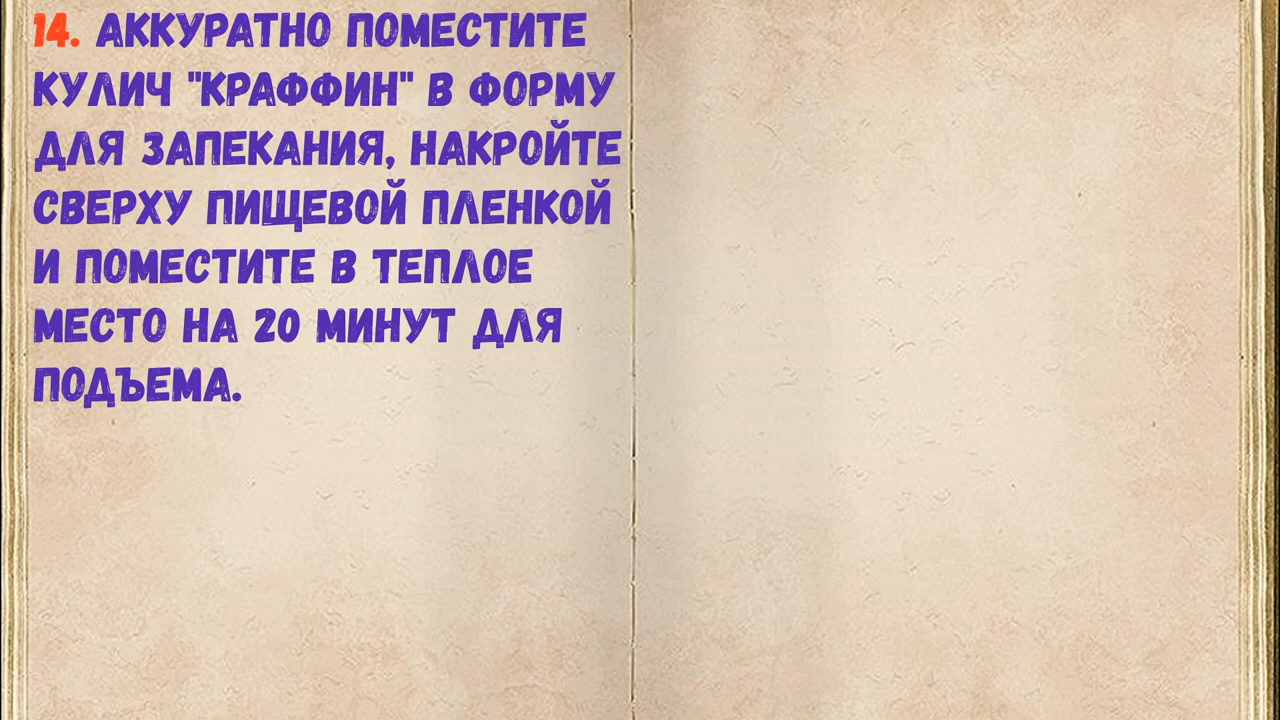 14. АККУРАТНО ПОМЕСТИТЕ
КУЛИЧ "КРАФФИН" В ФОРМУ
ДЛЯ ЗАПЕКАНИЯ, НАКРОЙТЕ
СВЕРХУ ПИЩЕВОЙ ПЛЕНКОЙ
И ПОМЕСТИТЕ В ТЕПЛОЕ
МЕСТО НА 20 МИНУТ ДЛЯ
ПОДЪЕМА.